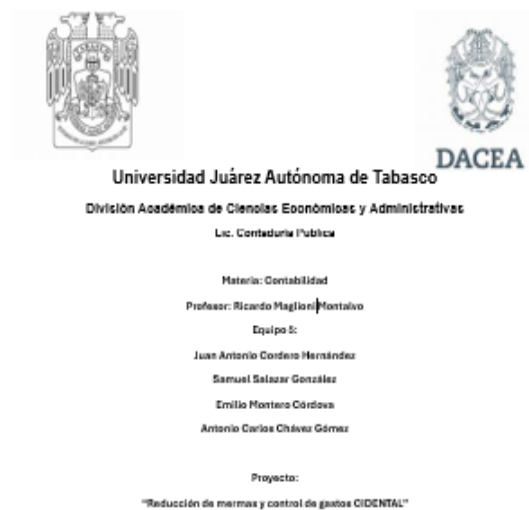 DACEA
Universidad Juárez Autónoma de Tabasco
División Académica de Ciencias Económicas y Administrativas
Lic. Contaduría Publica
Materia: Contabilidad
Profesor: Ricardo Maglioni Montalvo
Equipo 5:
Juan Antonio Cordero Hernández
Samuel Salazar González
Emilio Montero Córdova
Antonio Carlos Chávez Gómez
Proyecto:
"Reducción de mermas y control de gastos CIDENTAL"